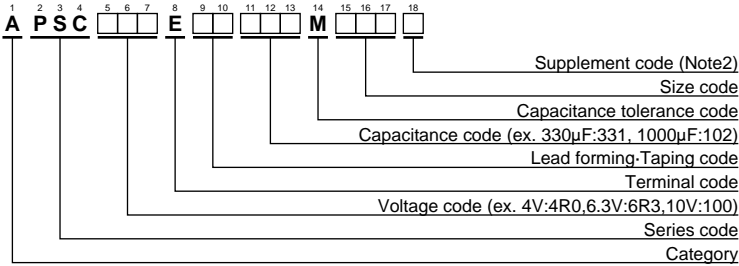 1 2 3 4 5 6 7 8 9 10 11 12 13 14 15 16 17 18
A P S C E M
Supplement code (Note2)
Size code
Capacitance tolerance code
Capacitance code (ex. 330μF:331, 1000μF:102)
Lead forming·Taping code
Terminal code
Voltage code (ex. 4V:4R0,6.3V:6R3,10V:100)
Series code
Category